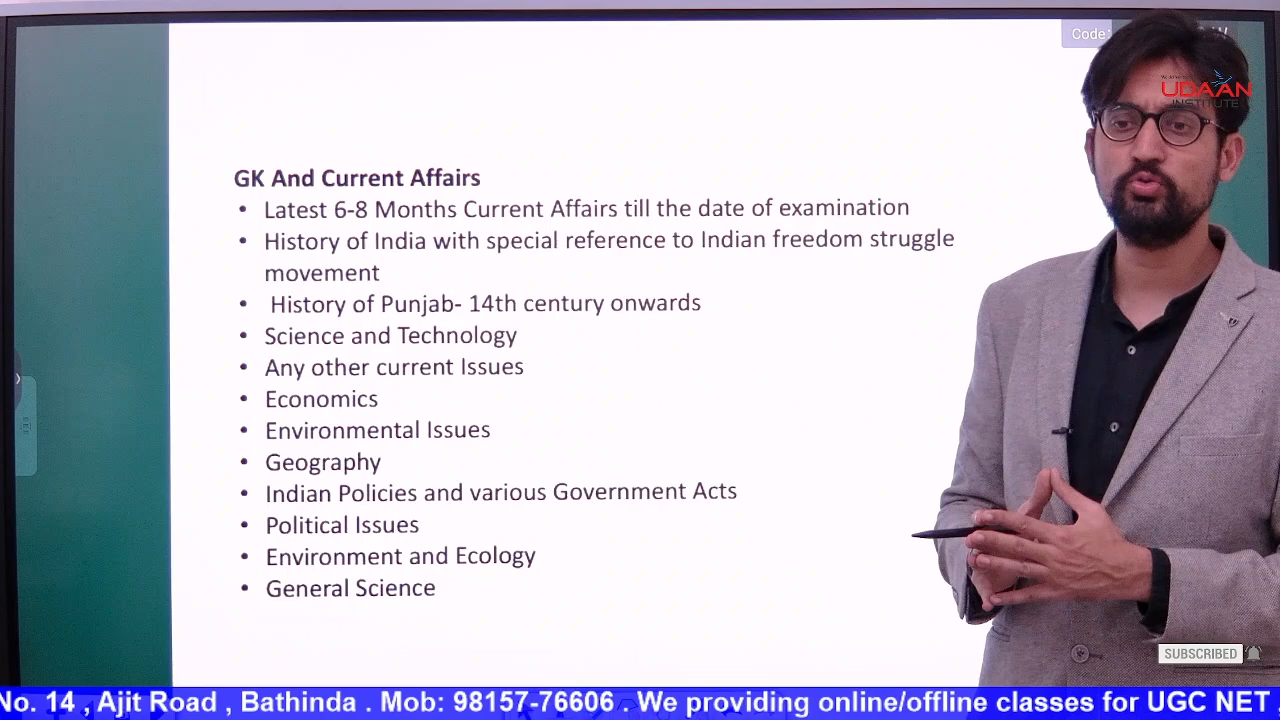 Code:
UDAAN
INSTITUTE
GK And Current Affairs
• Latest 6-8 Months Current Affairs till the date of examination
• History of India with special reference to Indian freedom struggle
movement
• History of Punjab- 14th century onwards
• Science and Technology
• Any other current Issues
• Economics
• Environmental Issues
• Geography
• Indian Policies and various Government Acts
• Political Issues
• Environment and Ecology
• General Science
SUBSCRIBED
No. 14 , Ajit Road , Bathinda . Mob: 98157-76606 . We providing online/offline classes for UGC NET ,